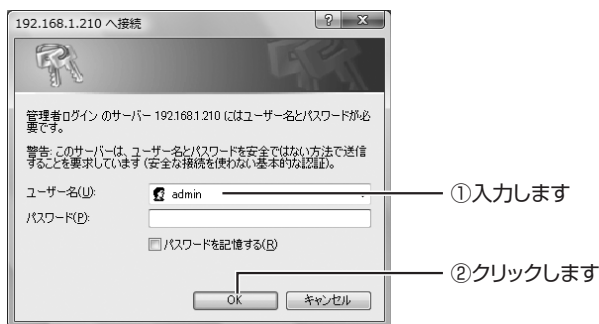 192.168.1.210 へ接続
管理者ログイン のサーバー 192.168.1.210 にはユーザー名とパスワードが必
要です。
警告: このサーバーは、ユーザー名とパスワードを安全ではない方法で送信
することを要求しています (安全な接続を使わない基本的な認証)。
ユーザー名(U):
admin
①入力します
パスワード(P):
パスワードを記憶する(R)
②クリックします
OK
キャンセル